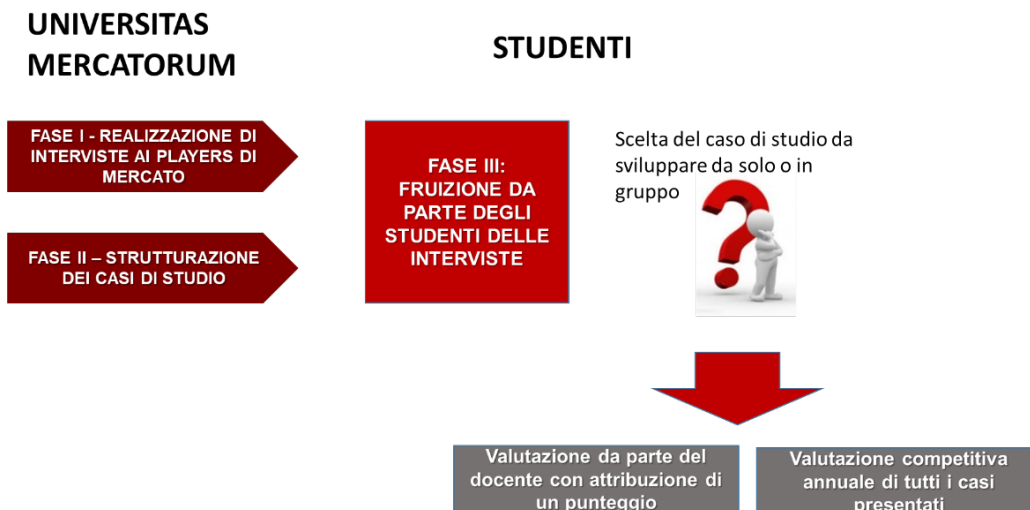 UNIVERSITAS
MERCATORUM
STUDENTI
FASE I - REALIZZAZIONE DI
INTERVISTE AI PLAYERS DI
MERCATO
FASE II – STRUTTURAZIONE
DEI CASI DI STUDIO
FASE III:
FRUIZIONE DA
PARTE DEGLI
STUDENTI DELLE
INTERVISTE
Scelta del caso di studio da
sviluppare da solo o in
gruppo
Valutazione da parte del
docente con attribuzione di
un punteggio
Valutazione competitiva
annuale di tutti i casi
presentati